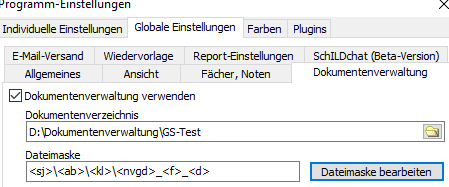 Programm-Einstellungen
Individuelle Einstellungen Globale Einstellungen Farben Plugins
E-Mail-Versand Wiedervorlage Report-Einstellungen SchILDchat (Beta-Version)
Allgemeines Ansicht Fächer, Noten Dokumentenverwaltung
Dokumentenverwaltung verwenden
Dokumentenverzeichnis
D:\Dokumentenverwaltung\GS-Test
Dateimaske
<sj>\<ab>\<kl>\<nvgd>_<f>_<d>
Dateimaske bearbeiten